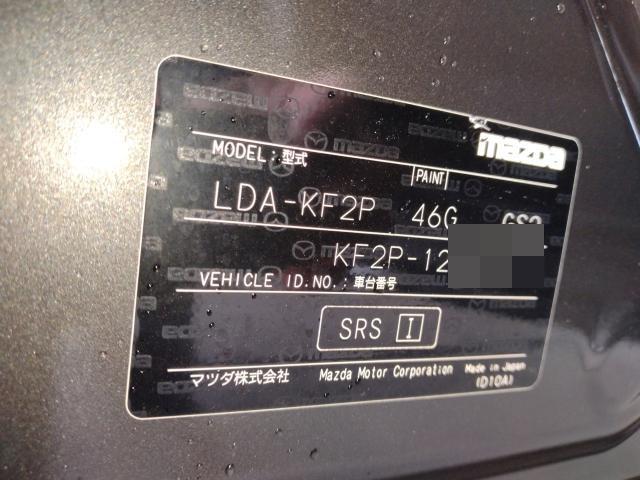 mazda
MODEL:型式
PAINT
LDA-KF2P 46G
KF2P-12
VEHICLE ID.NO.:車台番号
SRS I
マツダ株式会社 Mazda Motor Corporation Made in Japan
(D10A)